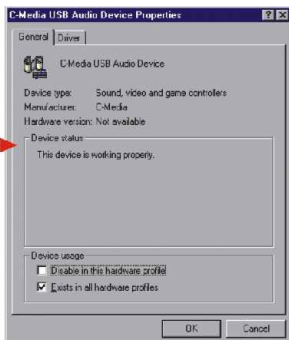 C-Media USB Audio Device Properties
General Driver
C-Media USB Audio Device
Device type: Sound, video and game controllers
Manufacturer: C-Media
Hardware version: Not available
Device status
This device is working properly.
Device usage
Disable in this hardware profile
Exists in all hardware profiles
OK Cancel